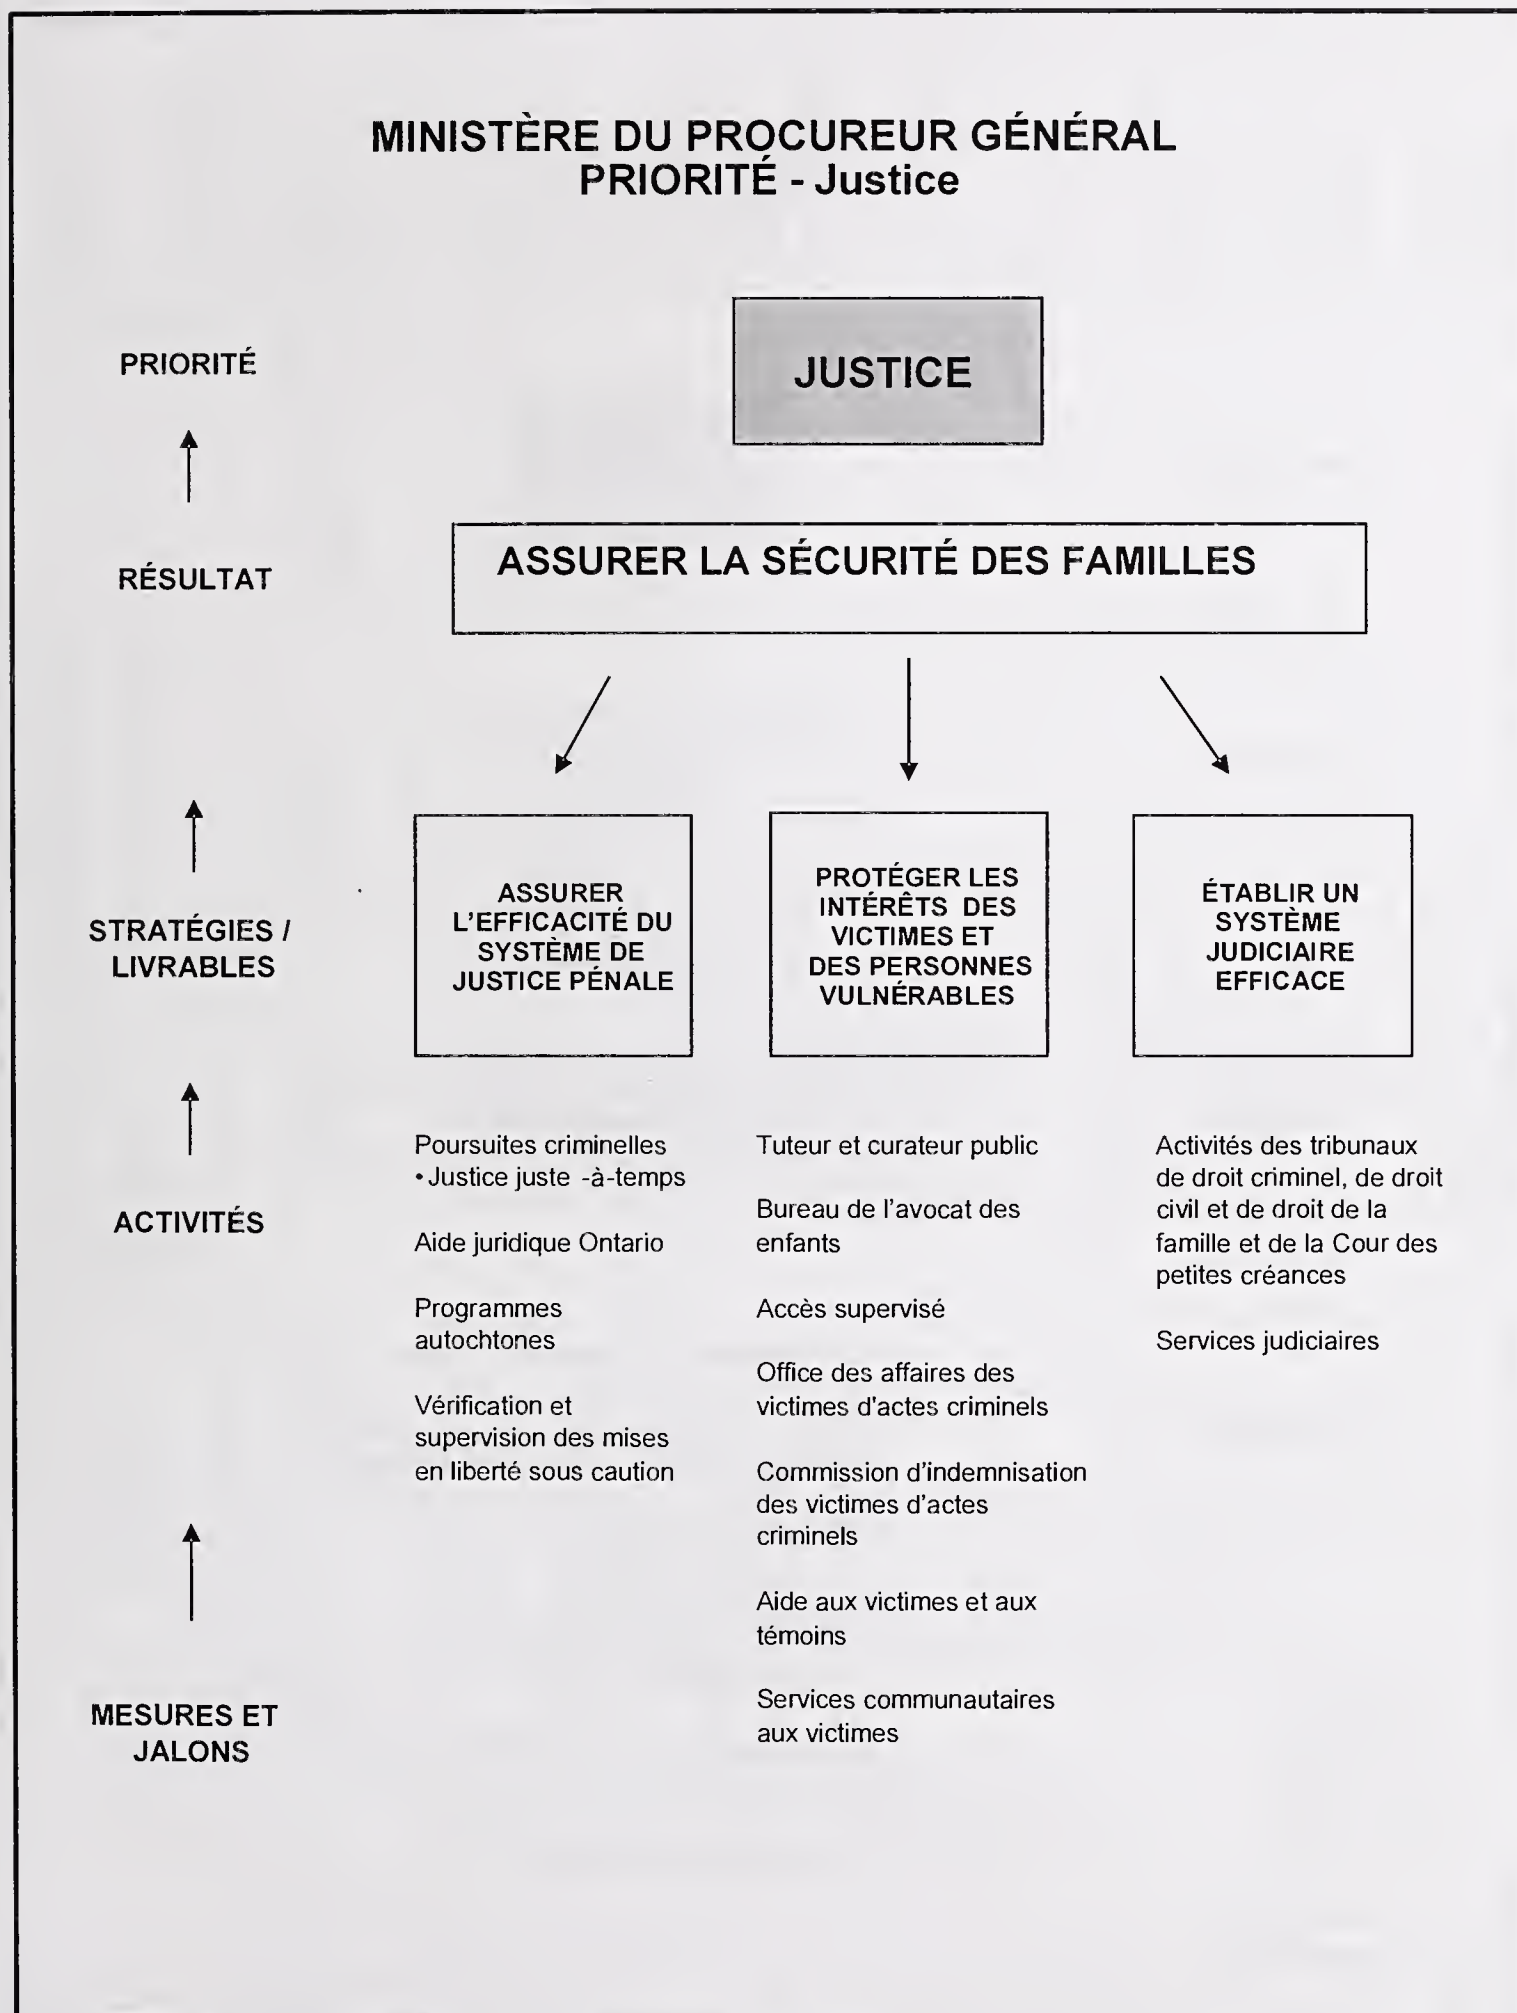 MINISTÈRE DU PROCUREUR GÉNÉRAL
PRIORITÉ - Justice
PRIORITÉ
JUSTICE
RÉSULTAT
ASSURER LA SÉCURITÉ DES FAMILLES
STRATÉGIES /
LIVRABLES
ASSURER
L'EFFICACITÉ DU
SYSTÈME DE
JUSTICE PÉNALE
PROTÉGER LES
INTÉRÊTS DES
VICTIMES ET
DES PERSONNES
VULNÉRABLES
ÉTABLIR UN
SYSTÈME
JUDICIAIRE
EFFICACE
ACTIVITÉS
Poursuites criminelles
• Justice juste -à-temps
Aide juridique Ontario
Programmes
autochtones
Vérification et
supervision des mises
en liberté sous caution
Tuteur et curateur public
Bureau de l'avocat des
enfants
Accès supervisé
Office des affaires des
victimes d'actes criminels
Commission d'indemnisation
des victimes d'actes
criminels
Aide aux victimes et aux
témoins
Services communautaires
aux victimes
Activités des tribunaux
de droit criminel, de droit
civil et de droit de la
famille et de la Cour des
petites créances
Services judiciaires
MESURES ET
JALONS